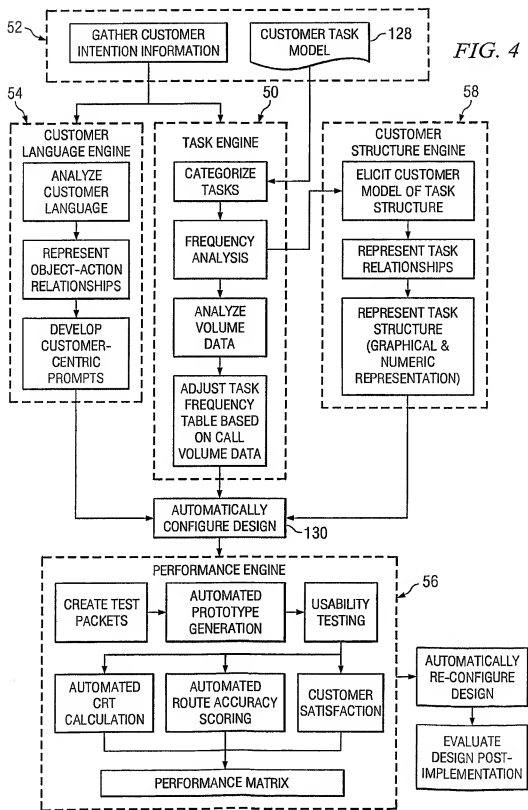 52
GATHER CUSTOMER
INTENTION INFORMATION
CUSTOMER TASK
MODEL
128
FIG. 4
54
CUSTOMER
LANGUAGE ENGINE
ANALYZE
CUSTOMER
LANGUAGE
REPRESENT
OBJECT-ACTION
RELATIONSHIPS
DEVELOP
CUSTOMER-
CENTRIC
PROMPTS
50
TASK ENGINE
CATEGORIZE
TASKS
FREQUENCY
ANALYSIS
ANALYZE
VOLUME
DATA
ADJUST TASK
FREQUENCY
TABLE BASED
ON CALL
VOLUME DATA
58
CUSTOMER
STRUCTURE ENGINE
ELICIT CUSTOMER
MODEL OF TASK
STRUCTURE
REPRESENT TASK
RELATIONSHIPS
REPRESENT TASK
STRUCTURE
(GRAPHICAL &
NUMERIC
REPRESENTATION)
AUTOMATICALLY
CONFIGURE DESIGN
130
PERFORMANCE ENGINE
56
CREATE TEST
PACKETS
AUTOMATED
PROTOTYPE
GENERATION
USABILITY
TESTING
AUTOMATED
CRT
CALCULATION
AUTOMATED
ROUTE ACCURACY
SCORING
CUSTOMER
SATISFACTION
PERFORMANCE MATRIX
AUTOMATICALLY
RE-CONFIGURE
DESIGN
EVALUATE
DESIGN POST-
IMPLEMENTATION